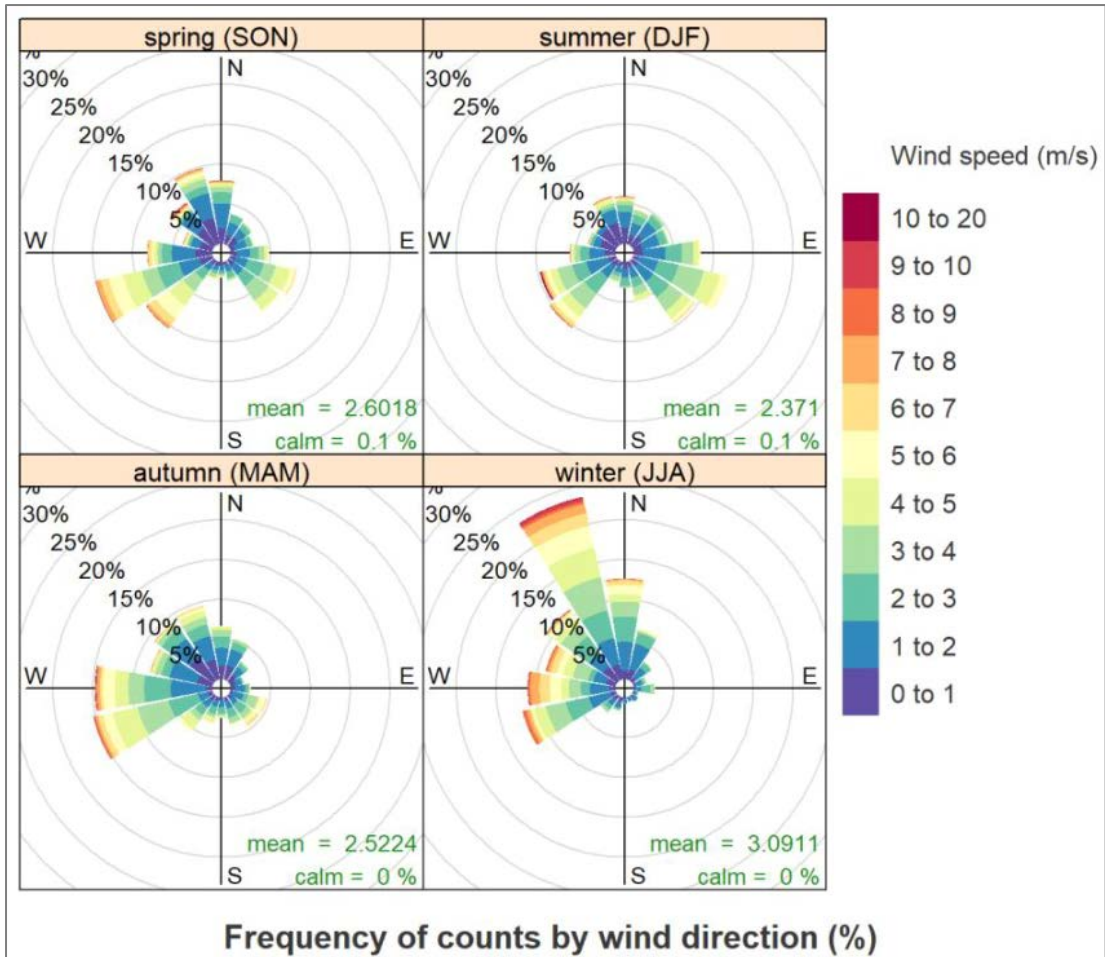 spring (SON)
%
30%
25%
20%
15%
10%
5%
N
W
E
S
mean = 2.6018
calm = 0.1 %
summer (DJF)
%
30%
25%
20%
15%
10%
5%
N
W
E
S
mean = 2.371
calm = 0.1 %
autumn (MAM)
%
30%
25%
20%
15%
10%
5%
N
W
E
S
mean = 2.5224
calm = 0 %
winter (JJA)
%
30%
25%
20%
15%
10%
5%
N
W
E
S
mean = 3.0911
calm = 0 %
Wind speed (m/s)
10 to 20
9 to 10
8 to 9
7 to 8
6 to 7
5 to 6
4 to 5
3 to 4
2 to 3
1 to 2
0 to 1
Frequency of counts by wind direction (%)